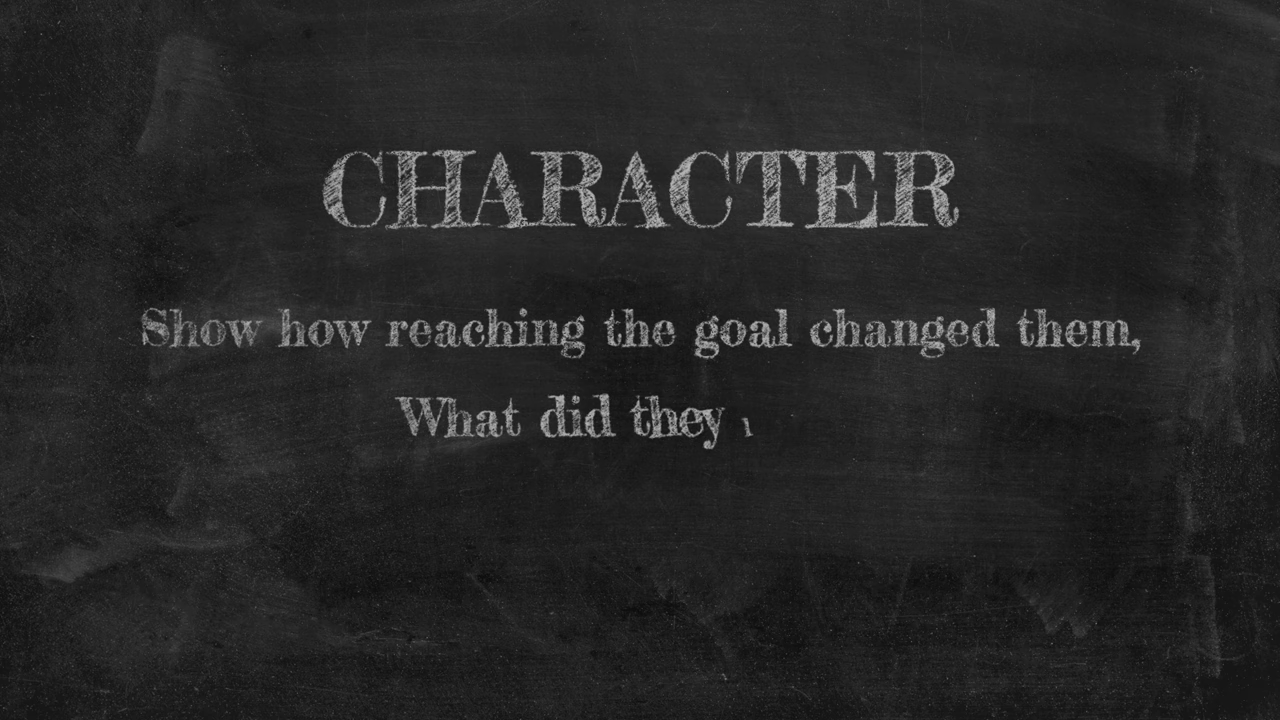 CHARACTER
Show how reaching the goal changed them,
What did they